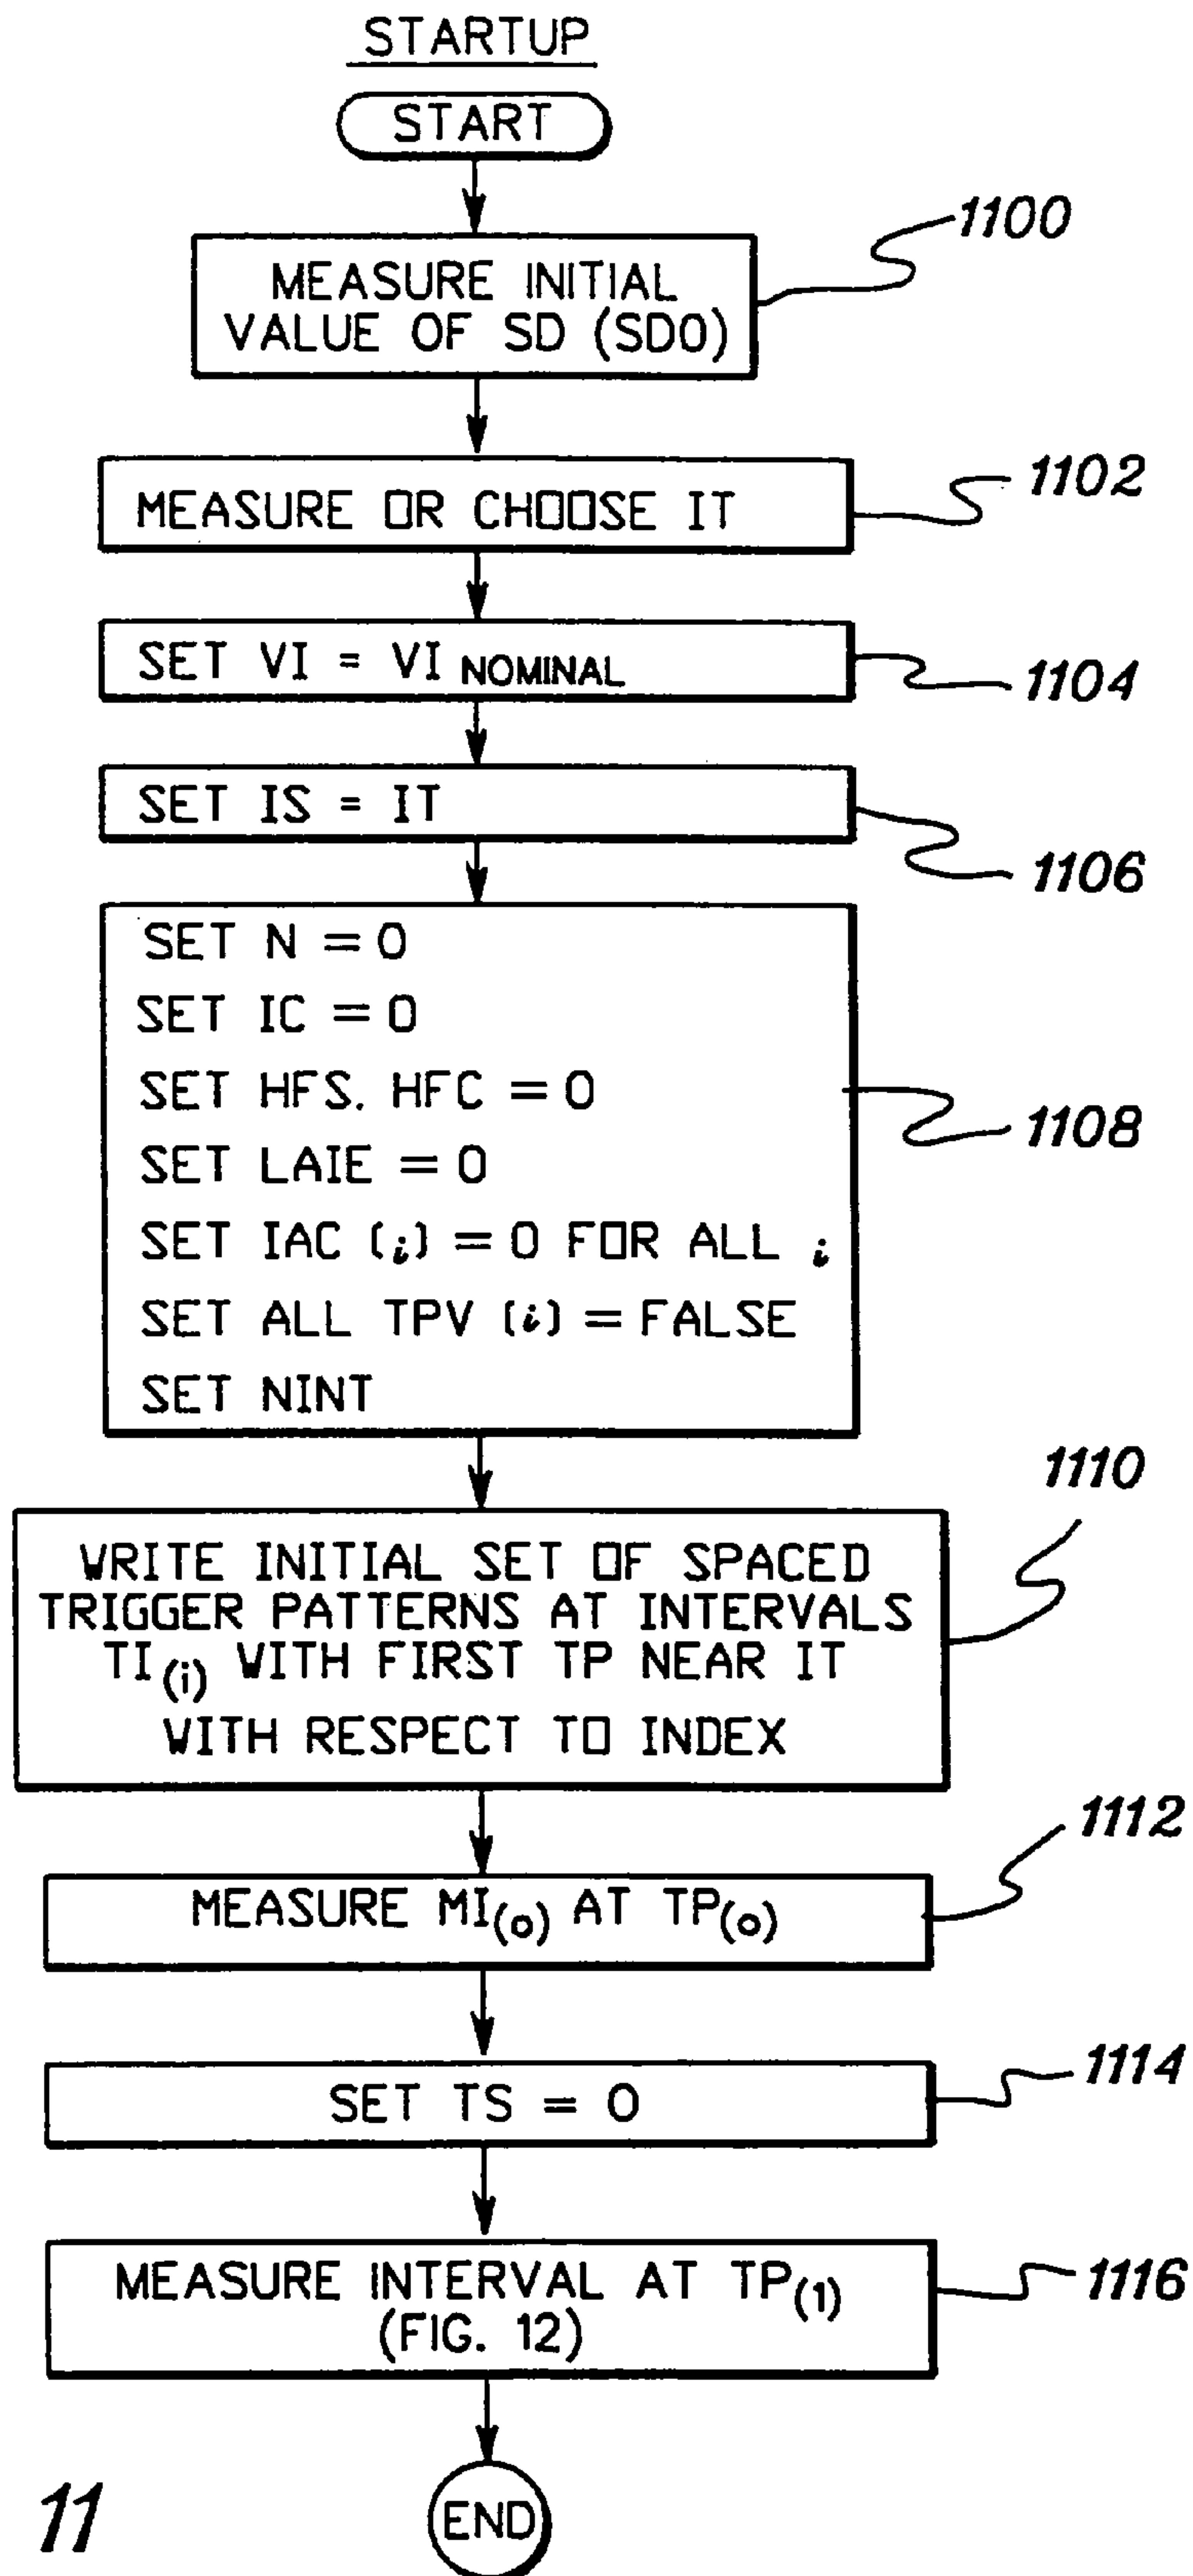 STARTUP
START
1100
MEASURE INITIAL
VALUE OF SD (SD0)
1102
MEASURE OR CHOOSE IT
SET VI = VI NOMINAL
1104
SET IS = IT
1106
SET N = 0
SET IC = 0
SET HFS. HFC = 0
1108
SET LAIE = 0
SET IAC (i) = 0 FOR ALL i
SET ALL TPV (i) = FALSE
SET NINT
1110
WRITE INITIAL SET OF SPACED
TRIGGER PATTERNS AT INTERVALS
TI(i) WITH FIRST TP NEAR IT
WITH RESPECT TO INDEX
1112
MEASURE MI(o) AT TP(o)
1114
SET TS = 0
1116
MEASURE INTERVAL AT TP(1)
(FIG. 12)
11
END